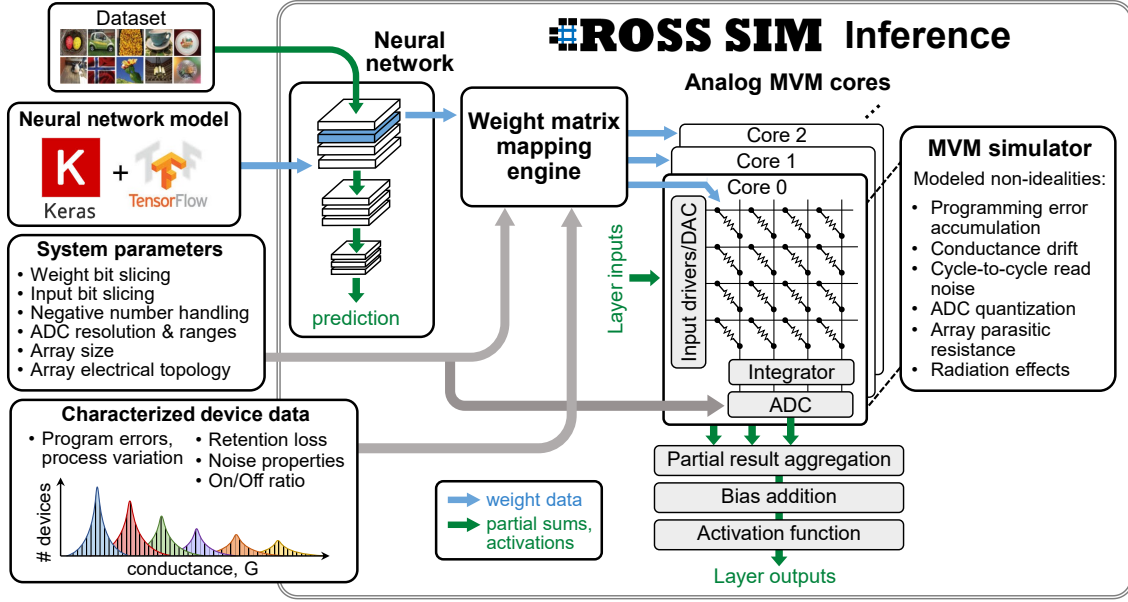 Dataset
Neural network model
K
Keras
+
TensorFlow
System parameters
• Weight bit slicing
• Input bit slicing
• Negative number handling
• ADC resolution & ranges
• Array size
• Array electrical topology
Characterized device data
• Program errors,
process variation
• Retention loss
• Noise properties
• On/Off ratio
# devices
conductance, G
Neural
network
prediction
#ROSS SIM Inference
Weight matrix
mapping
engine
weight data
partial sums,
activations
Analog MVM cores
Core 2
Core 1
Core 0
Layer inputs
Input drivers/DAC
Integrator
ADC
Partial result aggregation
Bias addition
Activation function
Layer outputs
MVM simulator
Modeled non-idealities:
• Programming error
accumulation
• Conductance drift
• Cycle-to-cycle read
noise
• ADC quantization
• Array parasitic
resistance
• Radiation effects